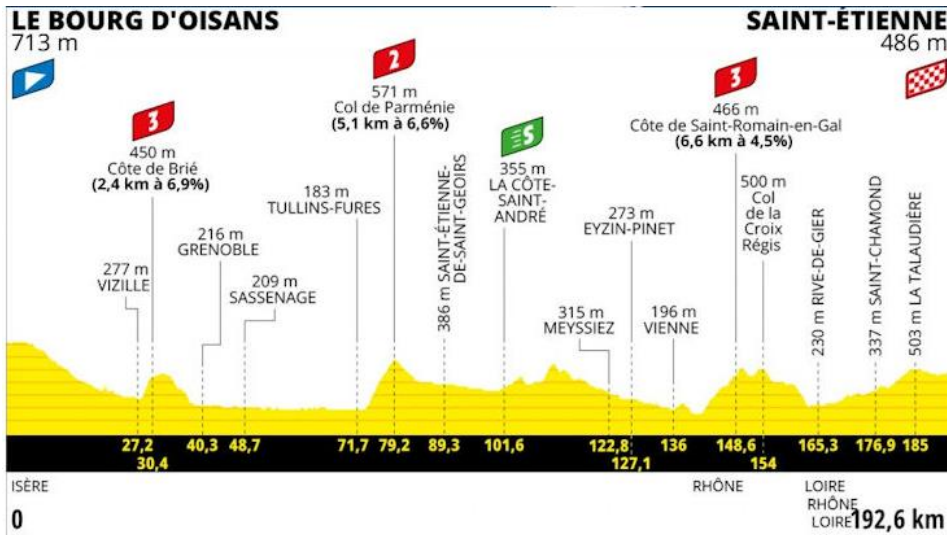 LE BOURG D'OISANS
713 m
SAINT-ÉTIENNE
486 m
3
450 m
Côte de Brié
(2,4 km à 6,9%)
277 m
VIZILLE
216 m
GRENOBLE
209 m
SASSENAGE
183 m
TULLINS-FURES
2
571 m
Col de Parménie
(5,1 km à 6,6%)
386 m SAINT-ÉTIENNE-
DE-SAINT-GEOIRS
S
355 m
LA CÔTE-
SAINT-
ANDRÉ
315 m
MEYSSIEZ
273 m
EYZIN-PINET
196 m
VIENNE
3
466 m
Côte de Saint-Romain-en-Gal
(6,6 km à 4,5%)
500 m
Col
de la
Croix
Régis
230 m RIVE-DE-GIER
337 m SAINT-CHAMOND
503 m LA TALAUDIÈRE
27,2
30,4
40,3
48,7
71,7
79,2
89,3
101,6
122,8
127,1
136
148,6
154
165,3
176,9
185
ISÈRE
RHÔNE
LOIRE
RHÔNE
LOIRE
0
192,6 km